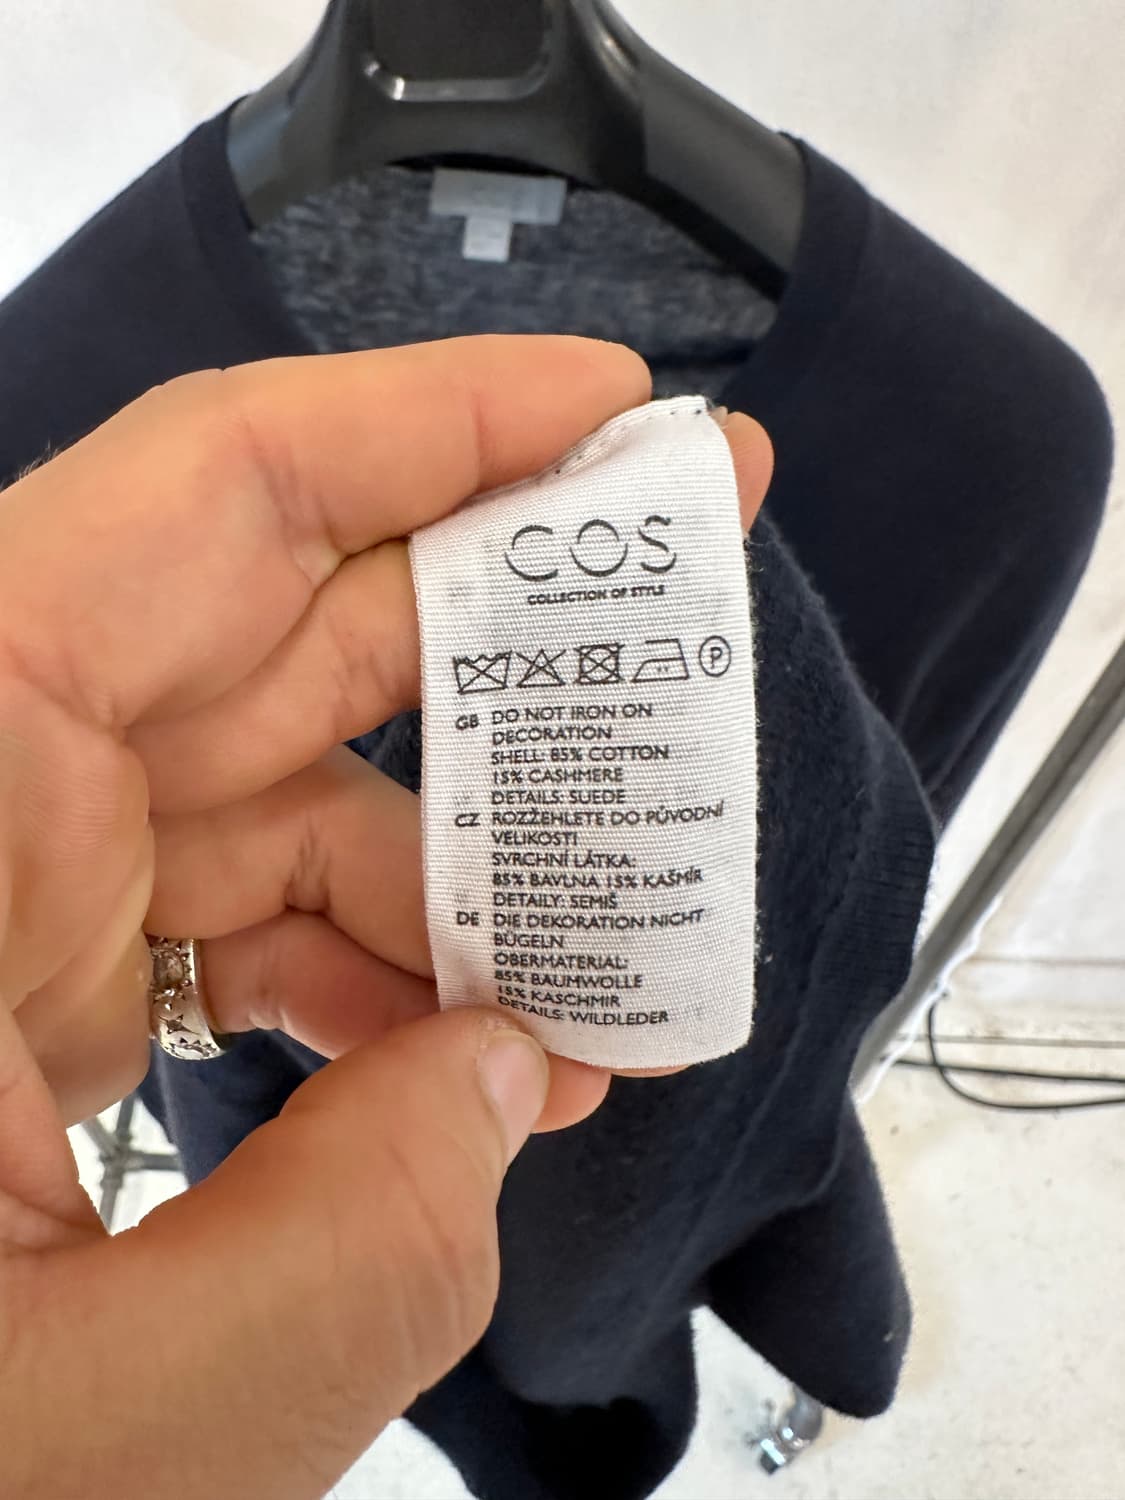 COS
COLLECTION OF STYLE
P
GB DO NOT IRON ON
DECORATION
SHELL: 85% COTTON
15% CASHMERE
DETAILS: SUEDE
CZ ROZŽEHLETE DO PŮVODNÍ
VELIKOSTI
SVRCHNÍ LÁTKA:
85% BAVLNA 15% KAŠMÍR
DETAILY: SEMIŠ
DE DIE DEKORATION NICHT
BÜGELN
OBERMATERIAL:
85% BAUMWOLLE
15% KASCHMIR
DETAILS: WILDLEDER